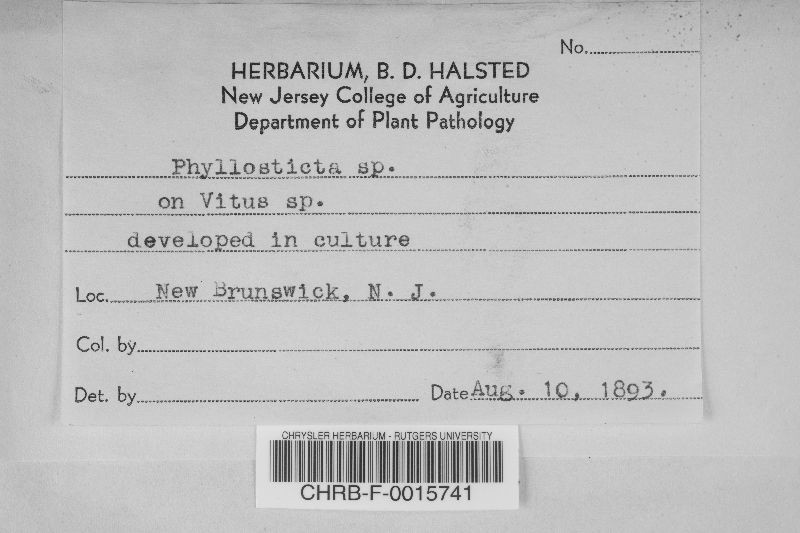 No.
HERBARIUM, B. D. HALSTED
New Jersey College of Agriculture
Department of Plant Pathology
Phyllosticta sp.
on Vitus sp.
developed in culture
Loc. New Brunswick, N. J.
Col. by
Det. by Date Aug. 10, 1893.
CHRYSLER HERBARIUM - RUTGERS UNIVERSITY
CHRB-F-0015741